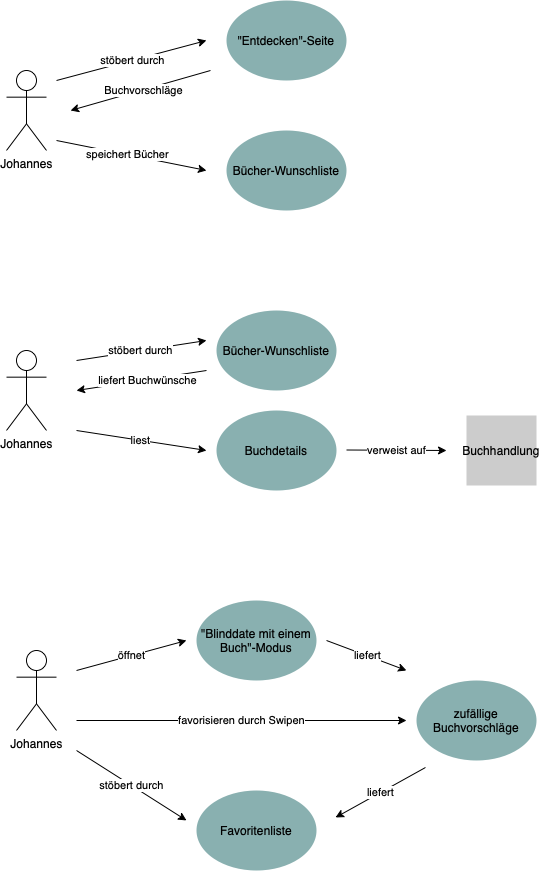 "Entdecken"-Seite
stöbert durch
Buchvorschläge
Johannes
speichert Bücher
Bücher-Wunschliste
Bücher-Wunschliste
stöbert durch
liefert Buchwünsche
Johannes
liest
Buchdetails
verweist auf
Buchhandlung
"Blinddate mit einem
Buch"-Modus
öffnet
liefert
zufällige
Buchvorschläge
favorisieren durch Swipen
Johannes
stöbert durch
liefert
Favoritenliste